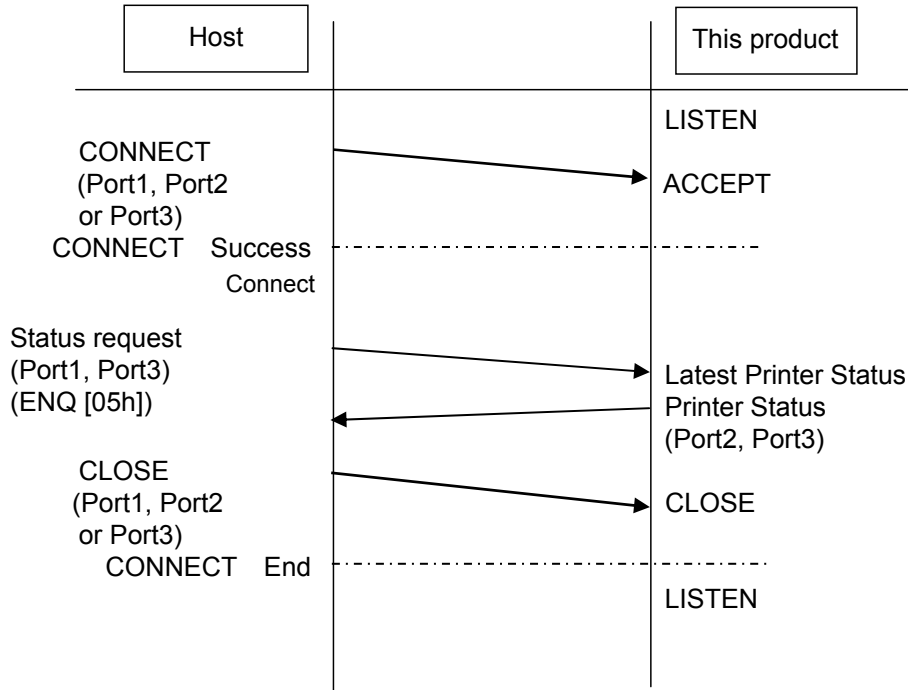 Host
This product
LISTEN
CONNECT
(Port1, Port2
or Port3)
ACCEPT
CONNECT Success
Connect
Status request
(Port1, Port3)
(ENQ [05h])
Latest Printer Status
Printer Status
(Port2, Port3)
CLOSE
(Port1, Port2
or Port3)
CLOSE
CONNECT End
LISTEN